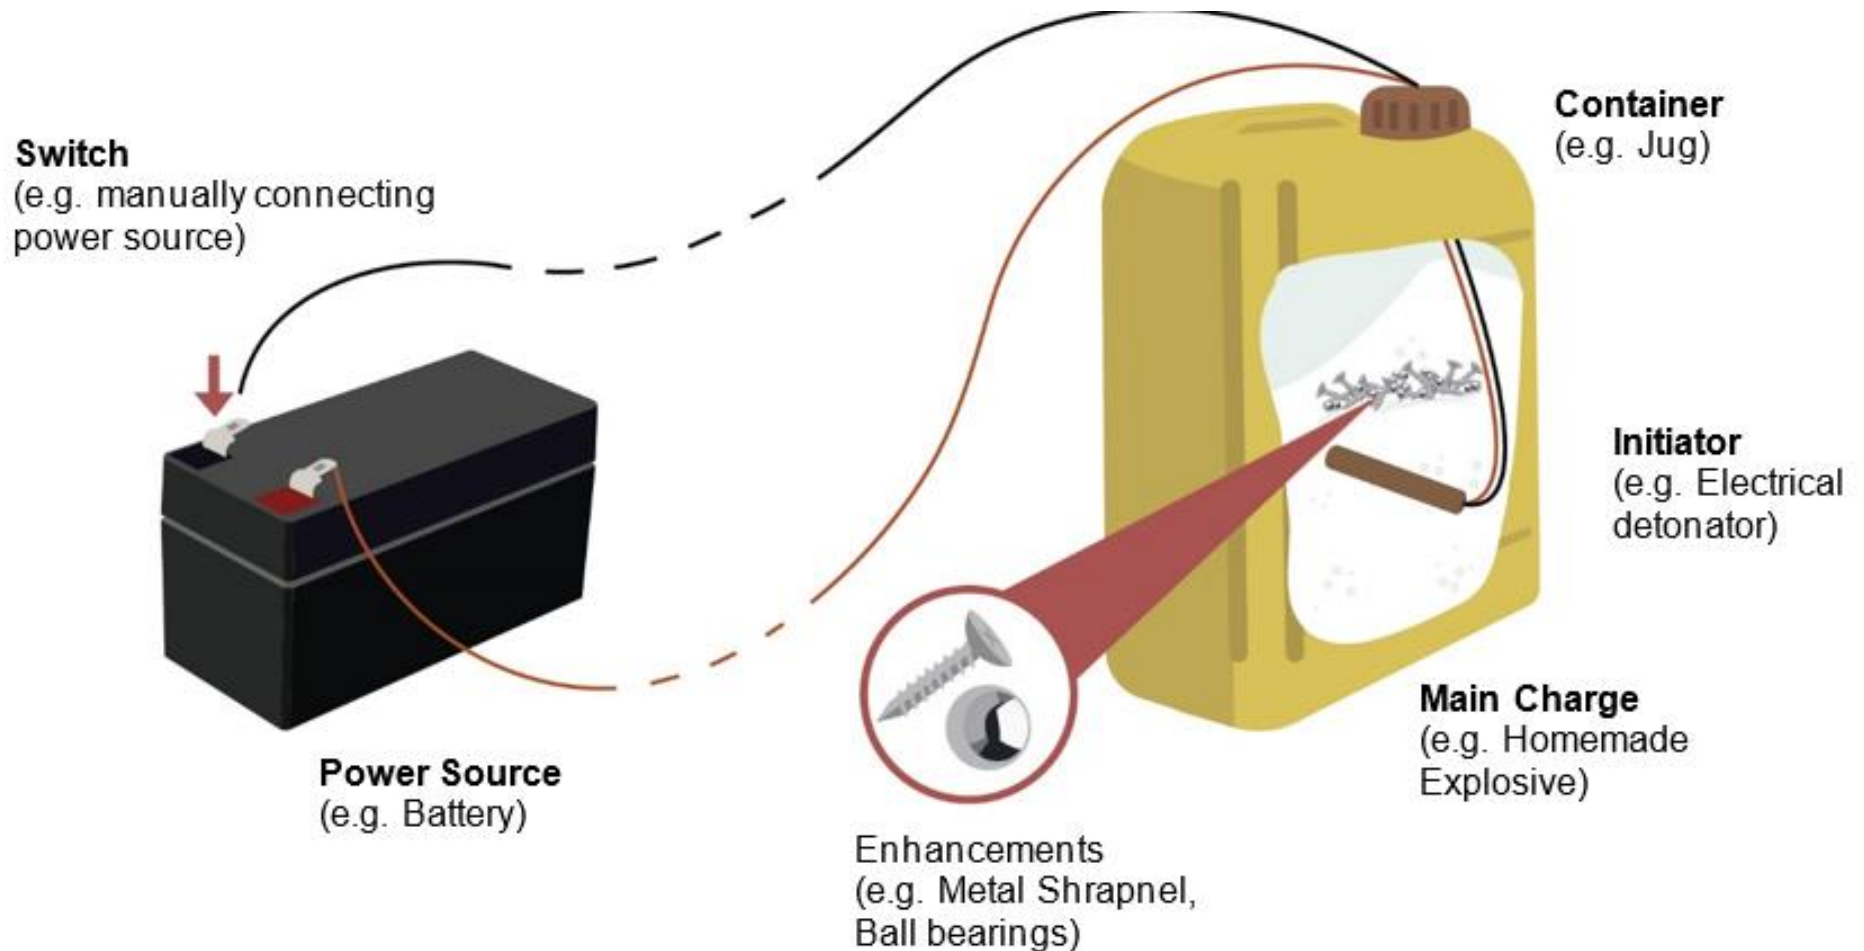 Switch
(e.g. manually connecting
power source)
Container
(e.g. Jug)
Initiator
(e.g. Electrical
detonator)
Main Charge
(e.g. Homemade
Explosive)
Power Source
(e.g. Battery)
Enhancements
(e.g. Metal Shrapnel,
Ball bearings)